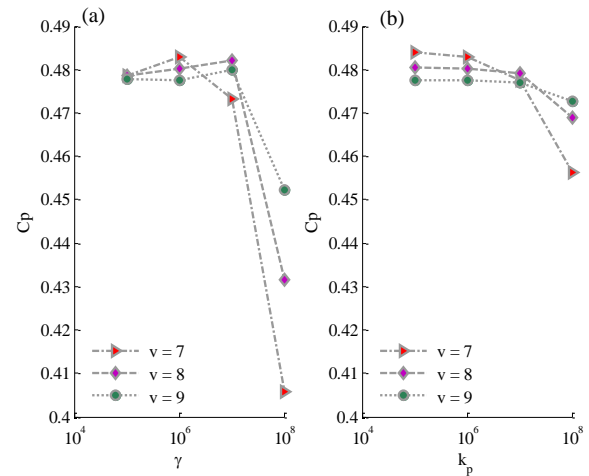 (a)
0.49
0.48
0.47
0.46
0.45
0.44
0.43
0.42
0.41
0.4
Cp
v = 7
v = 8
v = 9
10^4
10^6
10^8
γ
(b)
0.49
0.48
0.47
0.46
0.45
0.44
0.43
0.42
0.41
0.4
Cp
v = 7
v = 8
v = 9
10^4
10^6
10^8
k_p